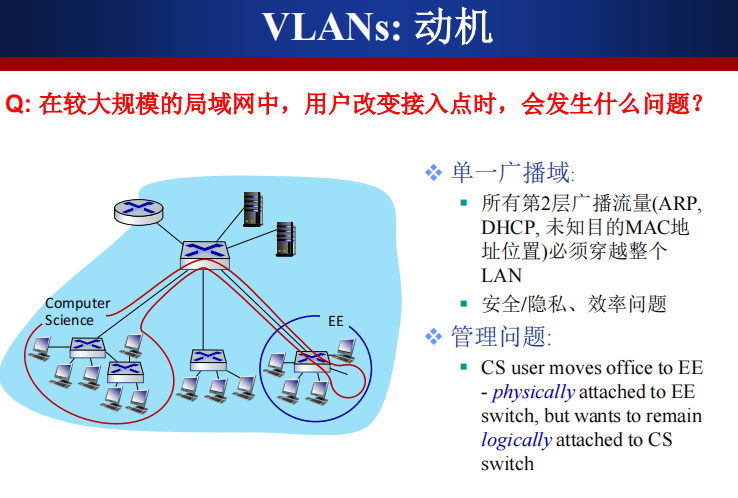 VLANs: 动机
Q: 在较大规模的局域网中，用户改变接入点时，会发生什么问题？
Computer
Science
EE
单一广播域:
所有第2层广播流量(ARP,
DHCP, 未知目的MAC地
址位置)必须穿越整个
LAN
安全/隐私、效率问题
管理问题:
CS user moves office to EE
- physically attached to EE
switch, but wants to remain
logically attached to CS
switch